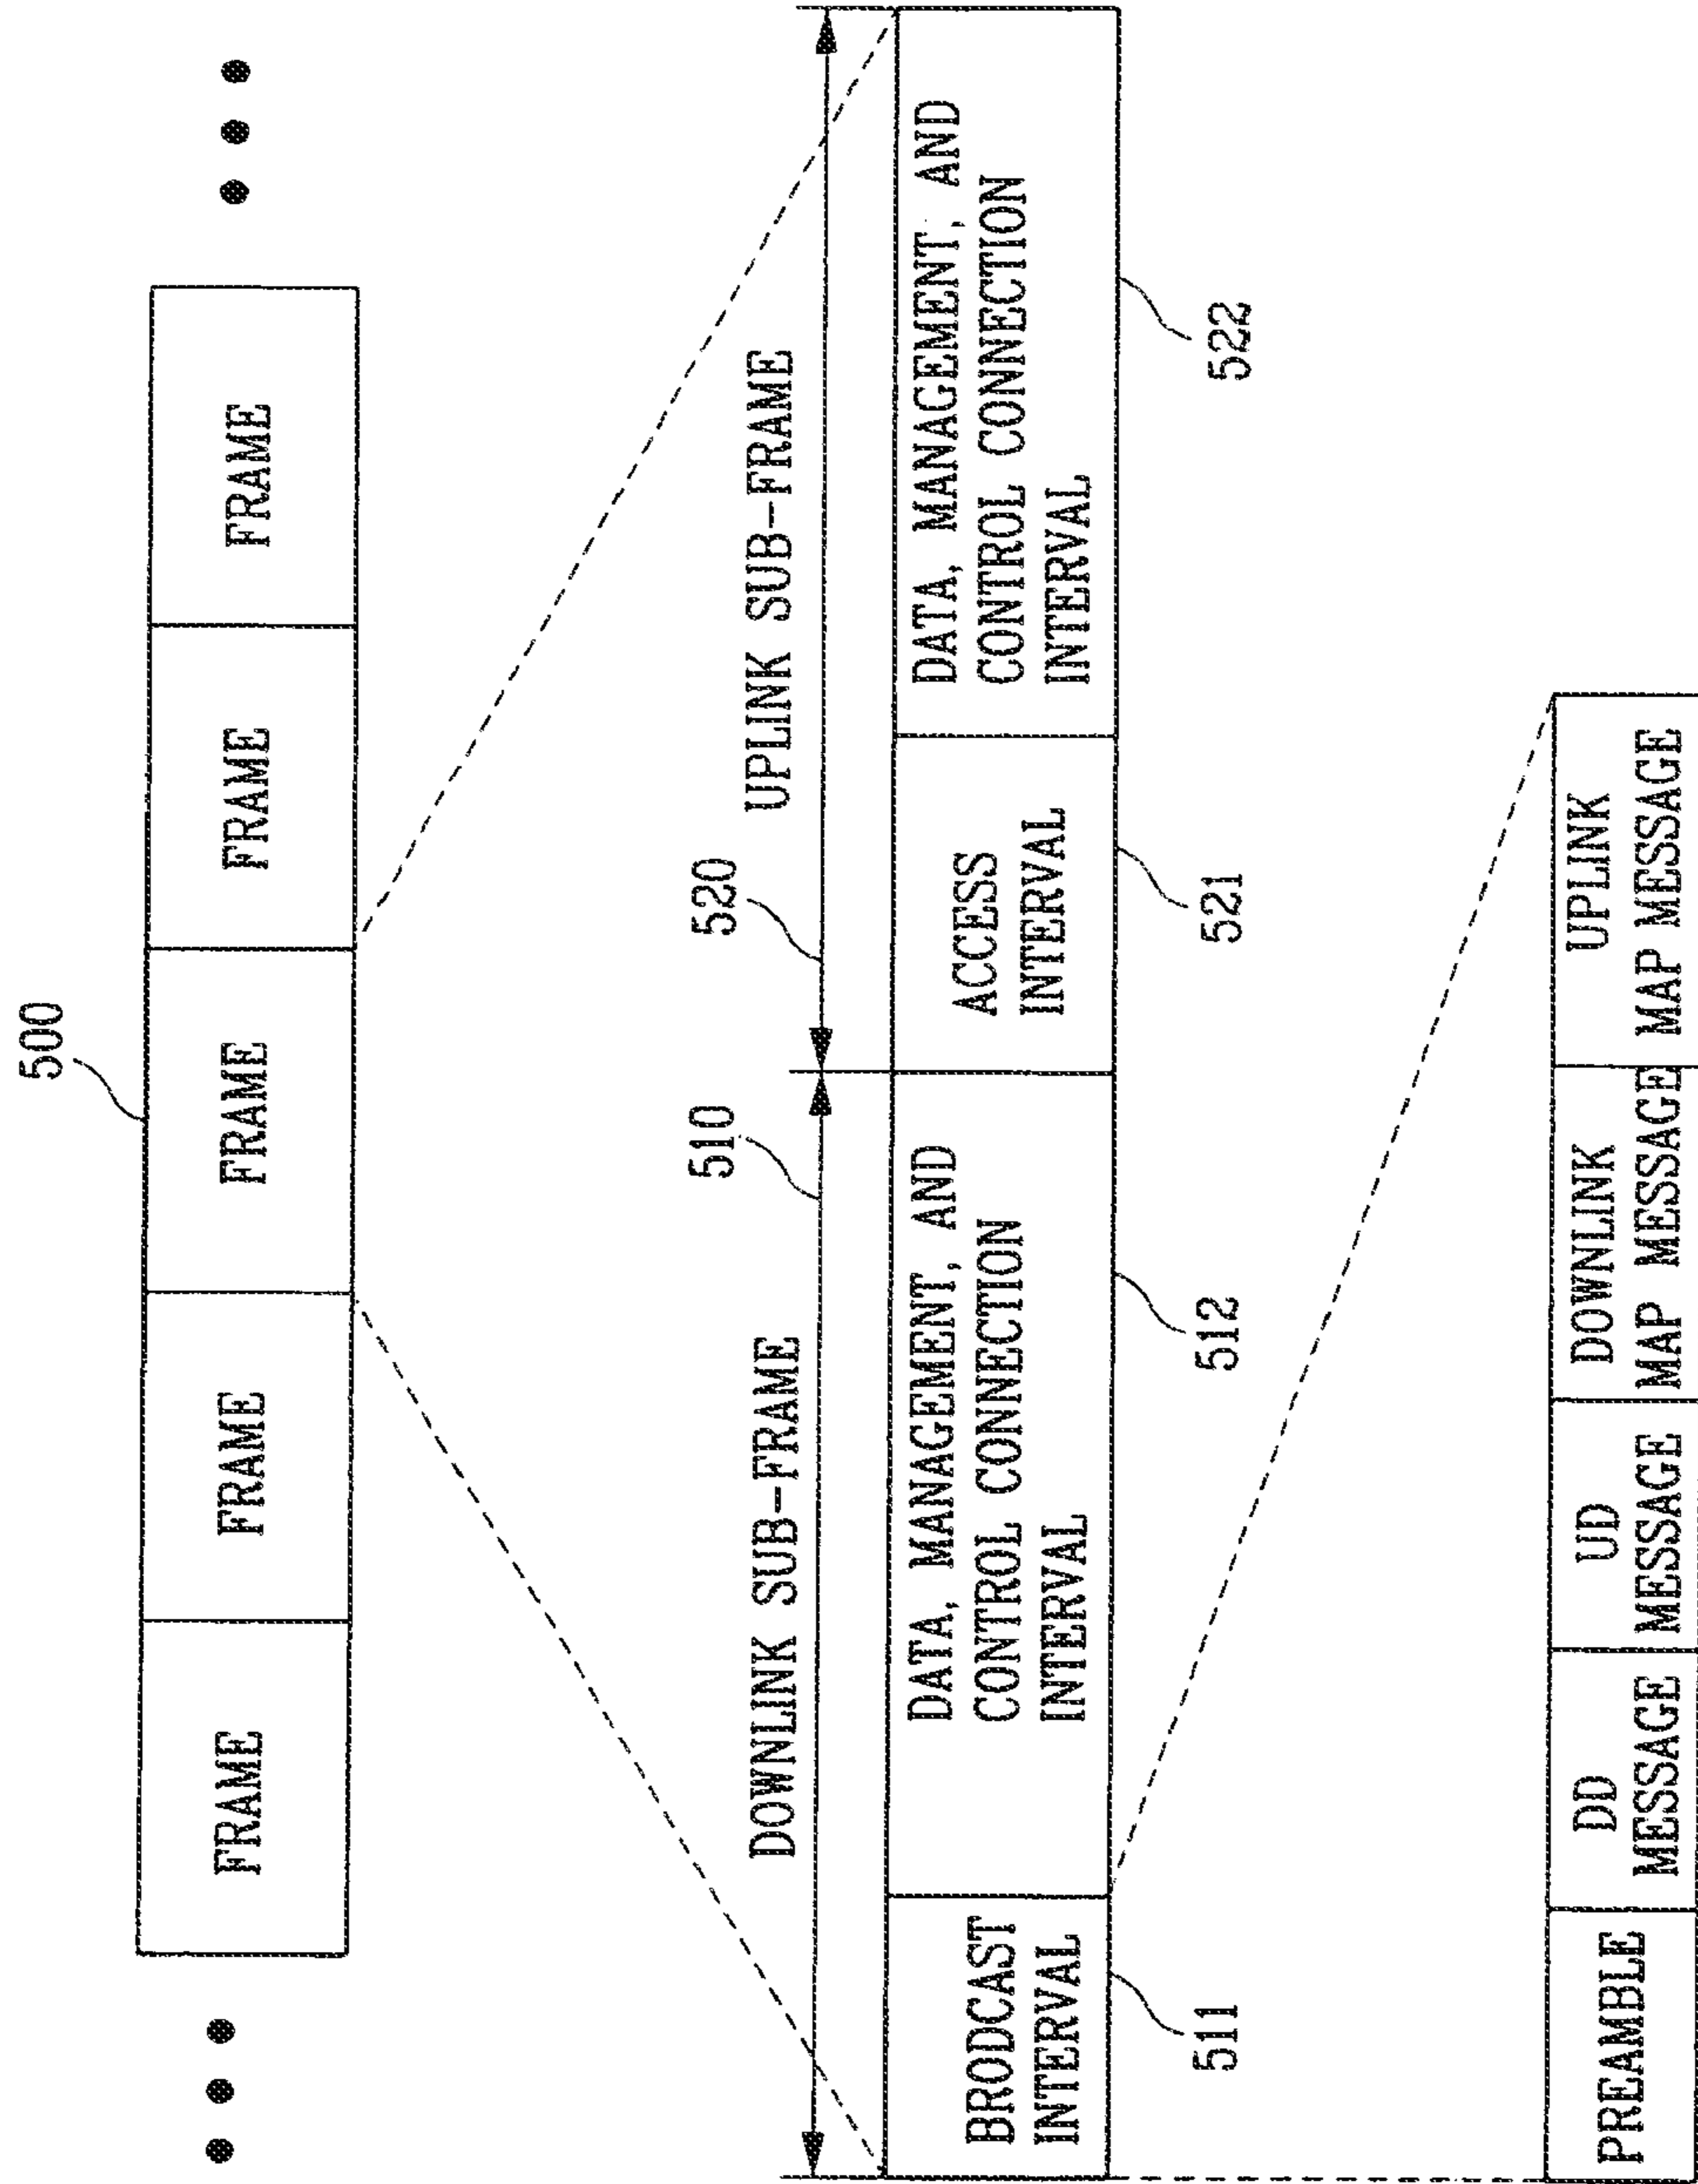 500
FRAME
FRAME
FRAME
FRAME
FRAME
510
520
DOWNLINK SUB-FRAME
UPLINK SUB-FRAME
BRODCAST
INTERVAL
DATA, MANAGEMENT, AND
CONTROL CONNECTION
INTERVAL
ACCESS
INTERVAL
DATA, MANAGEMENT, AND
CONTROL CONNECTION
INTERVAL
511
512
521
522
PREAMBLE
DD
MESSAGE
UD
MESSAGE
DOWNLINK
MAP MESSAGE
UPLINK
MAP MESSAGE